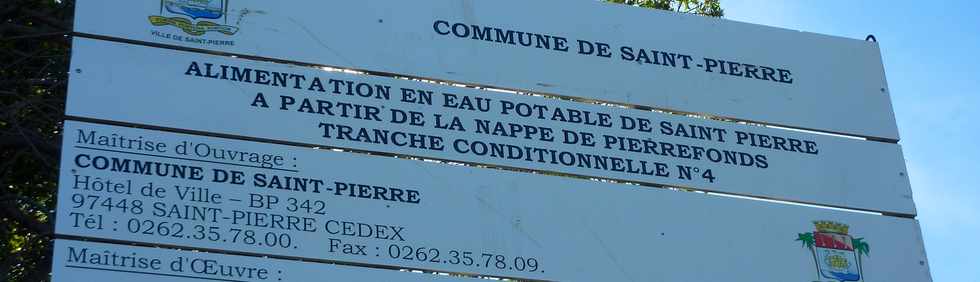 VILLE DE SAINT-PIERRE
COMMUNE DE SAINT-PIERRE
ALIMENTATION EN EAU POTABLE DE SAINT PIERRE
A PARTIR DE LA NAPPE DE PIERREFONDS
TRANCHE CONDITIONNELLE N°4
Maîtrise d'Ouvrage :
COMMUNE DE SAINT-PIERRE
Hôtel de Ville – BP 342
97448 SAINT-PIERRE CEDEX
Tél : 0262.35.78.00. Fax : 0262.35.78.09.
Maîtrise d'Œuvre :